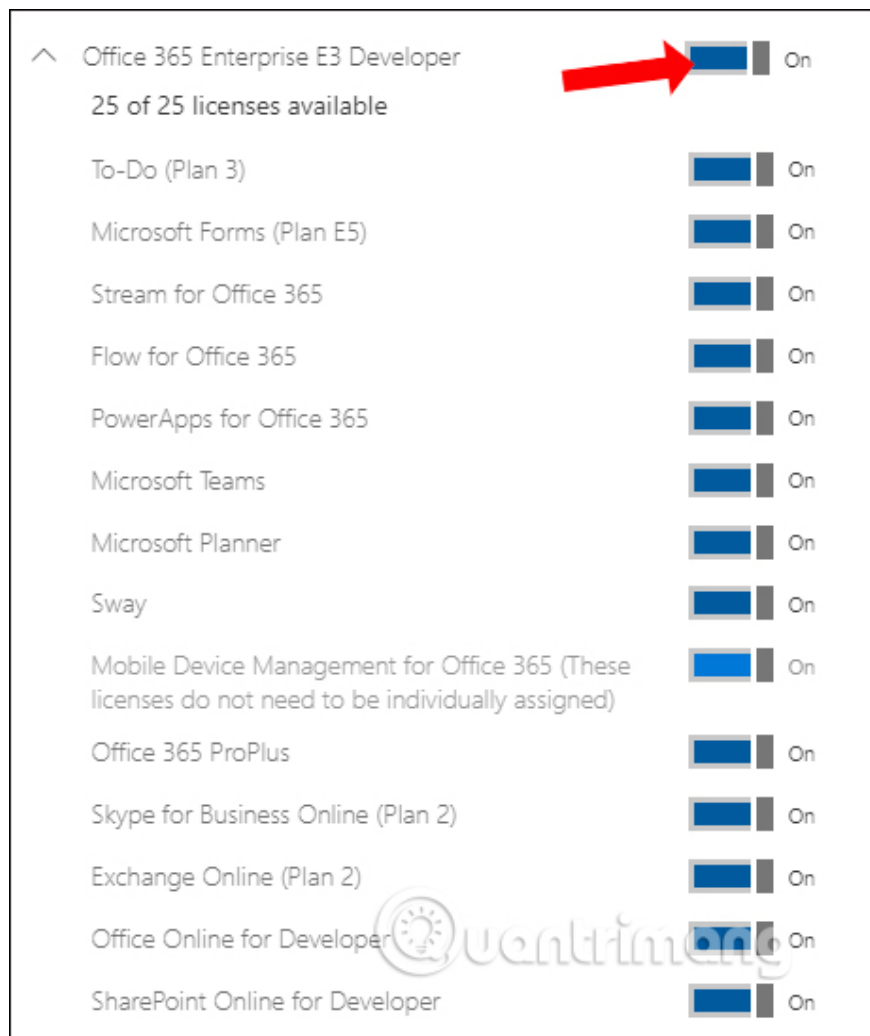 Office 365 Enterprise E3 Developer On
25 of 25 licenses available
To-Do (Plan 3) On
Microsoft Forms (Plan E5) On
Stream for Office 365 On
Flow for Office 365 On
PowerApps for Office 365 On
Microsoft Teams On
Microsoft Planner On
Sway On
Mobile Device Management for Office 365 (These On
licenses do not need to be individually assigned)
Office 365 ProPlus On
Skype for Business Online (Plan 2) On
Exchange Online (Plan 2) On
Office Online for Developer On
Quantrimang
SharePoint Online for Developer On